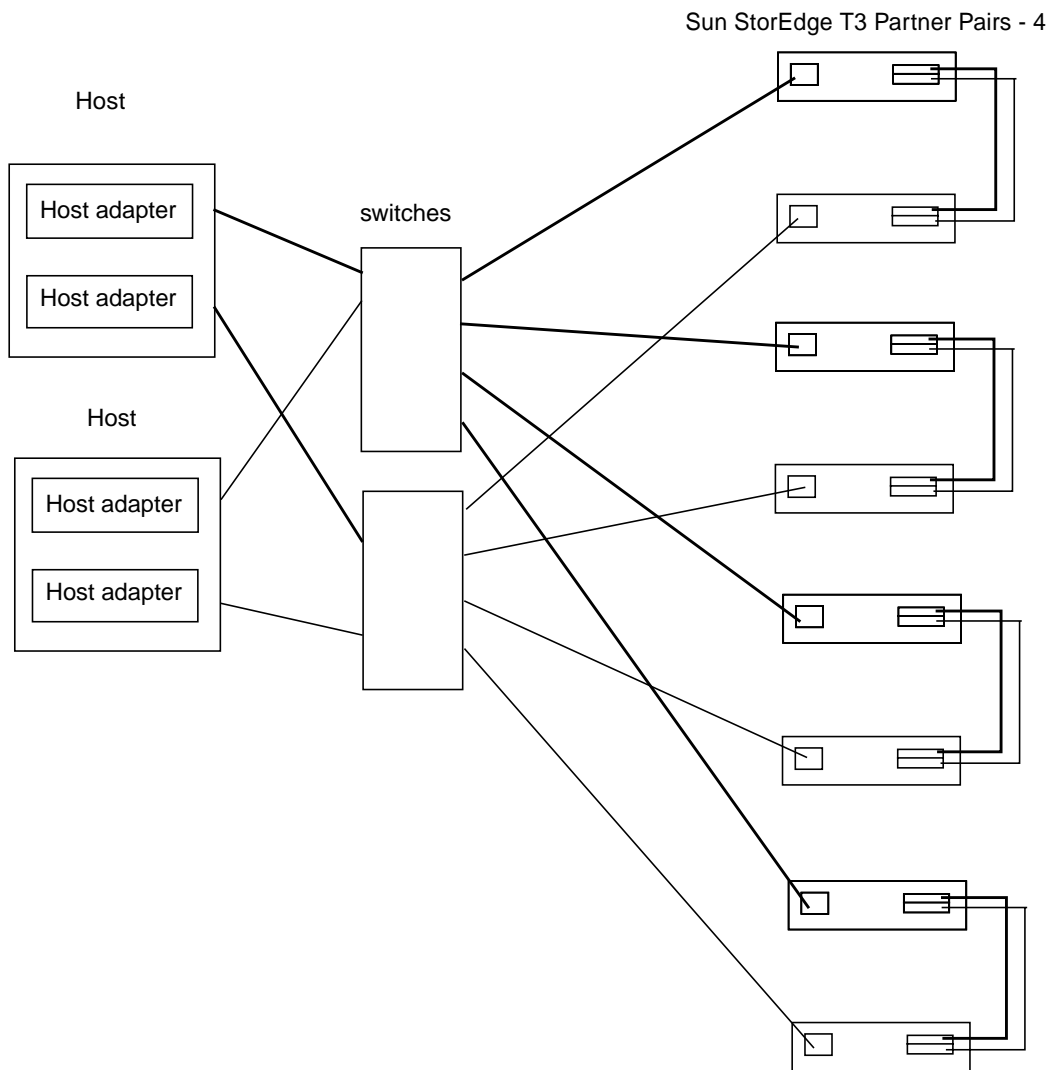 Sun StorEdge T3 Partner Pairs - 4
Host
Host adapter
Host adapter
switches
Host
Host adapter
Host adapter